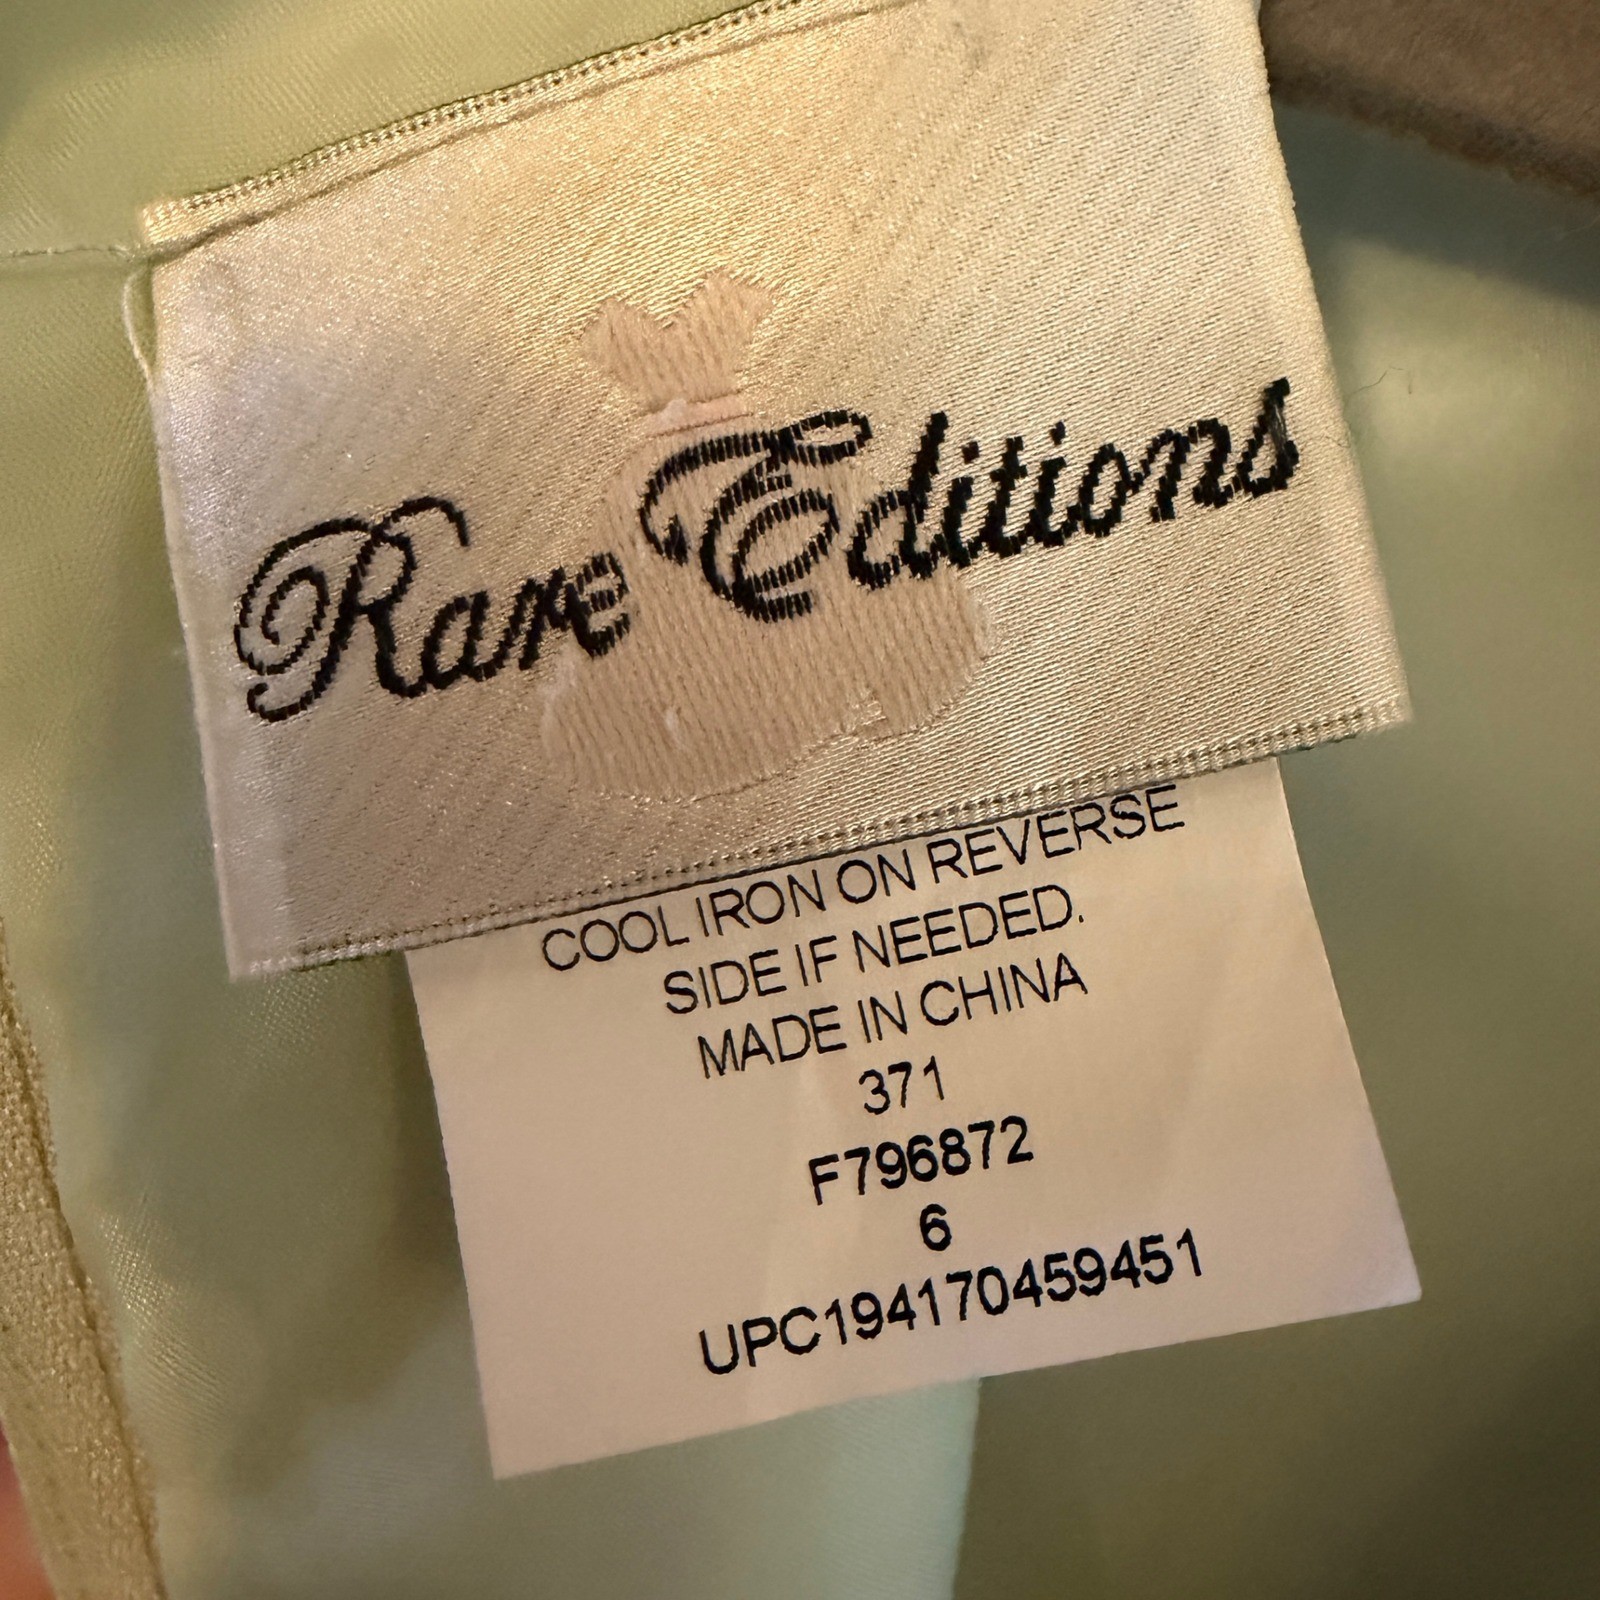 Rare Editions
COOL IRON ON REVERSE
SIDE IF NEEDED.
MADE IN CHINA
371
F796872
6
UPC194170459451